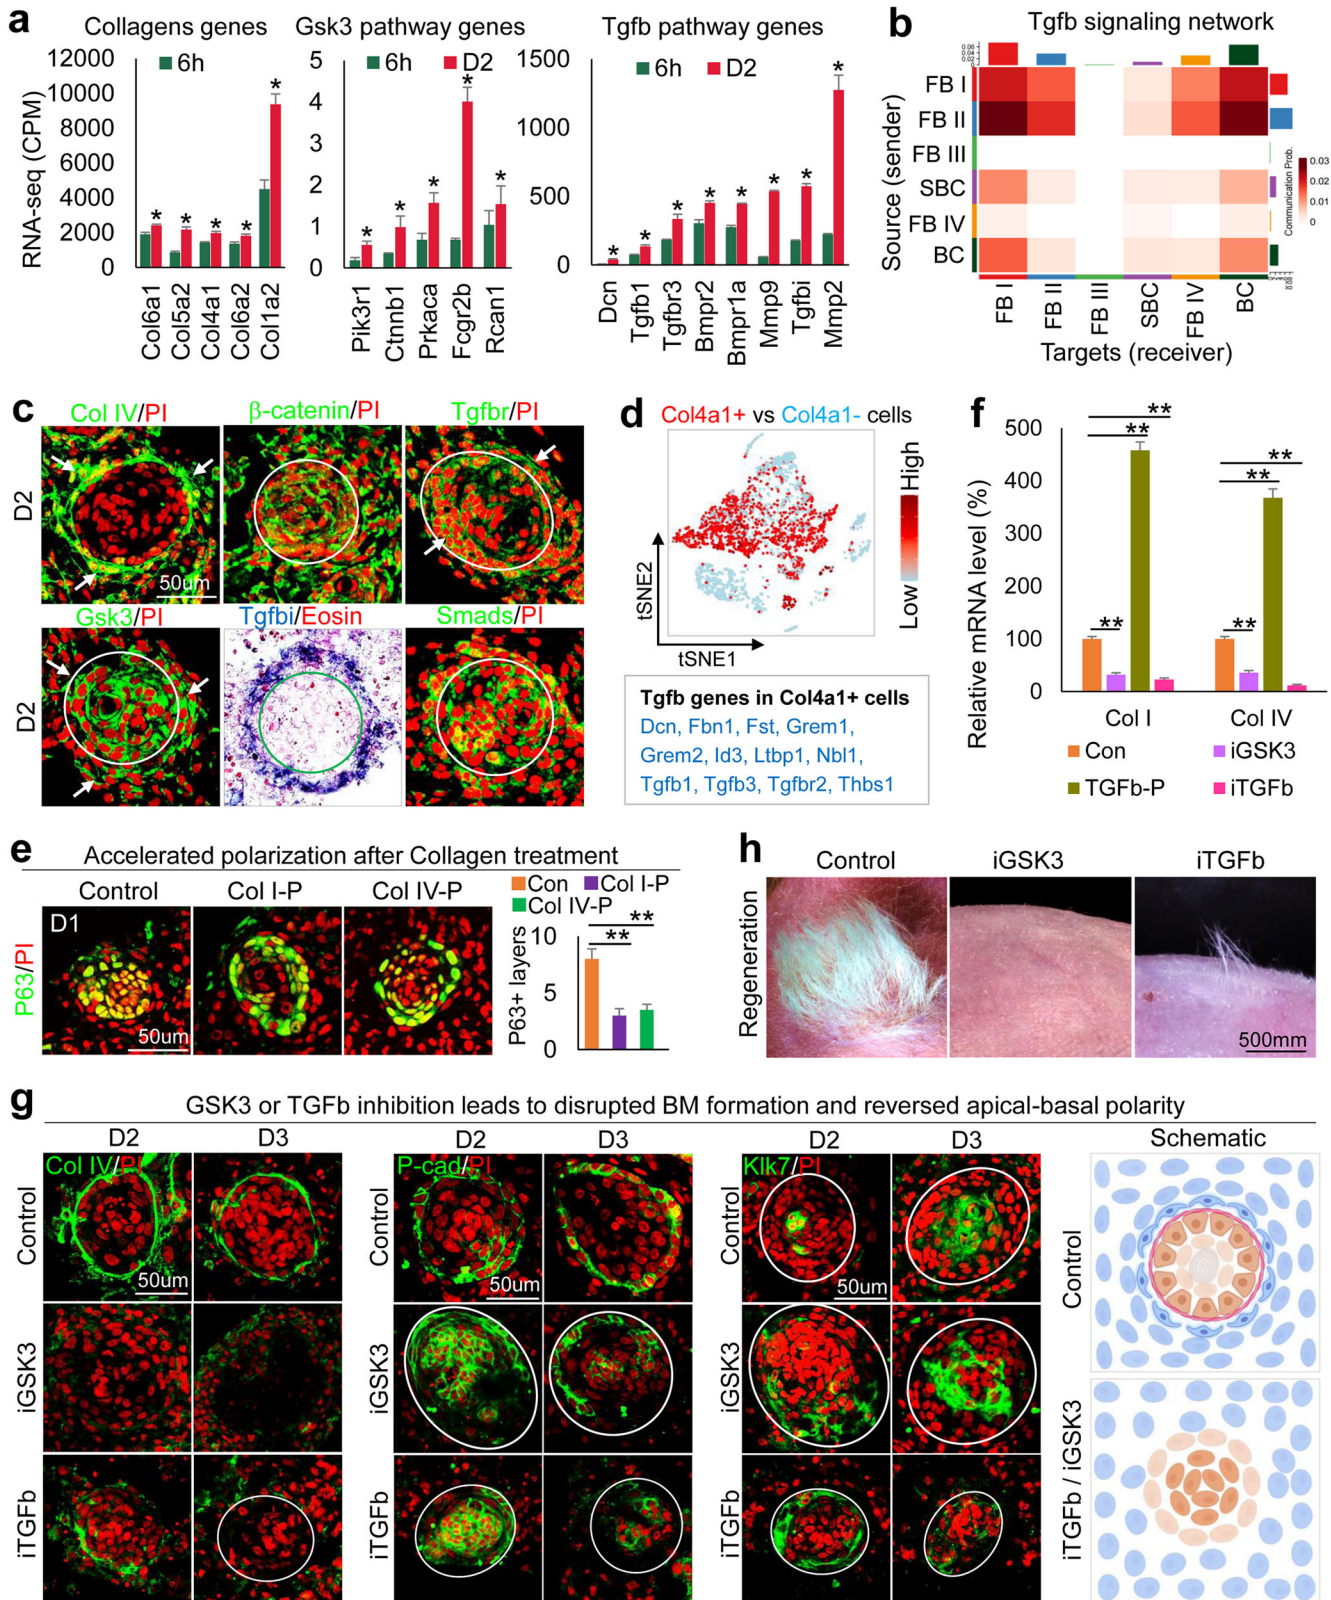 a
Collagens genes
Gsk3 pathway genes
Tgfb pathway genes
RNA-seq (CPM)
12000
10000
8000
6000
4000
2000
0
6h D2
Col6a1
Col5a2
Col4a1
Col6a2
Col1a2
5
4
3
2
1
0
6h D2
Pik3r1
Ctnnb1
Prkaca
Fcgr2b
Rcan1
1500
1000
500
0
6h D2
Dcn
Tgfb1
Tgfbr3
Bmpr2
Bmpr1a
Mmp9
Tgfbi
Mmp2
* * * * *
* * * * *
* * * * * * * *
b
Tgfb signaling network
0.06
0.04
0.02
0
Source (sender)
FB I
FB II
FB III
SBC
FB IV
BC
FB I
FB II
FB III
SBC
FB IV
BC
Targets (receiver)
Communication Prob.
0.03
0.02
0.01
0
c
Col IV/PI
β-catenin/PI
Tgfbr/PI
D2
50um
Gsk3/PI
Tgfbi/Eosin
Smads/PI
D2
d
Col4a1+ vs Col4a1- cells
tSNE2
tSNE1
High
Low
Tgfb genes in Col4a1+ cells
Dcn, Fbn1, Fst, Grem1,
Grem2, Id3, Ltbp1, Nbl1,
Tgfb1, Tgfb3, Tgfbr2, Thbs1
f
Relative mRNA level (%)
500
400
300
200
100
0
**
**
**
**
**
**
Col I
Col IV
Con iGSK3
TGFb-P iTGFb
e
Accelerated polarization after Collagen treatment
Control
Col I-P
Col IV-P
P63/PI
D1
50um
Con Col I-P
Col IV-P
P63+ layers
10
5
0
**
**
h
Control
iGSK3
iTGFb
Regeneration
500mm
g
GSK3 or TGFb inhibition leads to disrupted BM formation and reversed apical-basal polarity
D2
D3
D2
D3
D2
D3
Schematic
Col IV/PI
P-cad/PI
Klk7/PI
Control
Control
Control
Control
50um
50um
50um
iGSK3
iGSK3
iGSK3
iTGFb
iTGFb
iTGFb
iTGFb / iGSK3